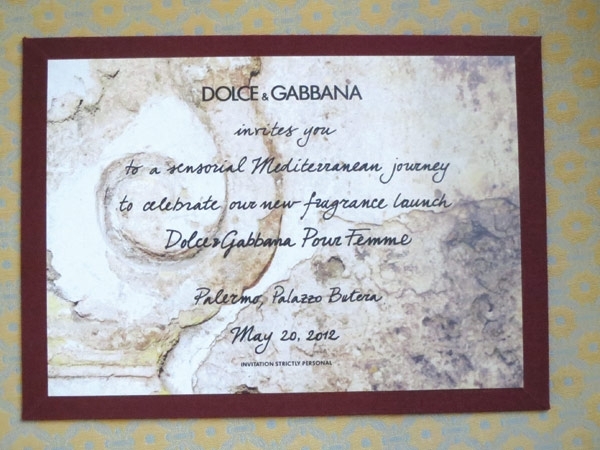 DOLCE & GABBANA
invites you
to a sensorial Mediterranean journey
to celebrate our new fragrance launch
Dolce & Gabbana Pour Femme
Palermo, Palazzo Butera
May 20, 2012
INVITATION STRICTLY PERSONAL